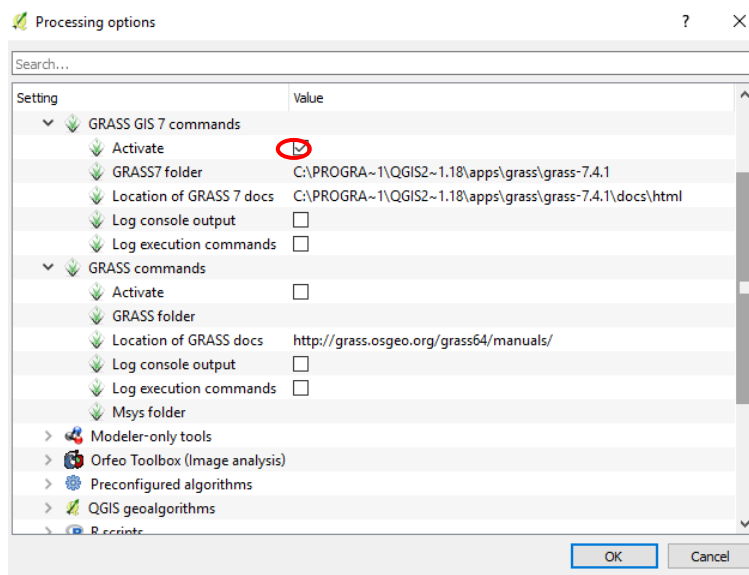 Processing options
Search...
Setting Value
GRASS GIS 7 commands
Activate
GRASS7 folder C:\PROGRA~1\QGIS2~1.18\apps\grass\grass-7.4.1
Location of GRASS 7 docs C:\PROGRA~1\QGIS2~1.18\apps\grass\grass-7.4.1\docs\html
Log console output
Log execution commands
GRASS commands
Activate
GRASS folder
Location of GRASS docs http://grass.osgeo.org/grass64/manuals/
Log console output
Log execution commands
Msys folder
Modeler-only tools
Orfeo Toolbox (Image analysis)
Preconfigured algorithms
QGIS geoalgorithms
R scripts
OK Cancel